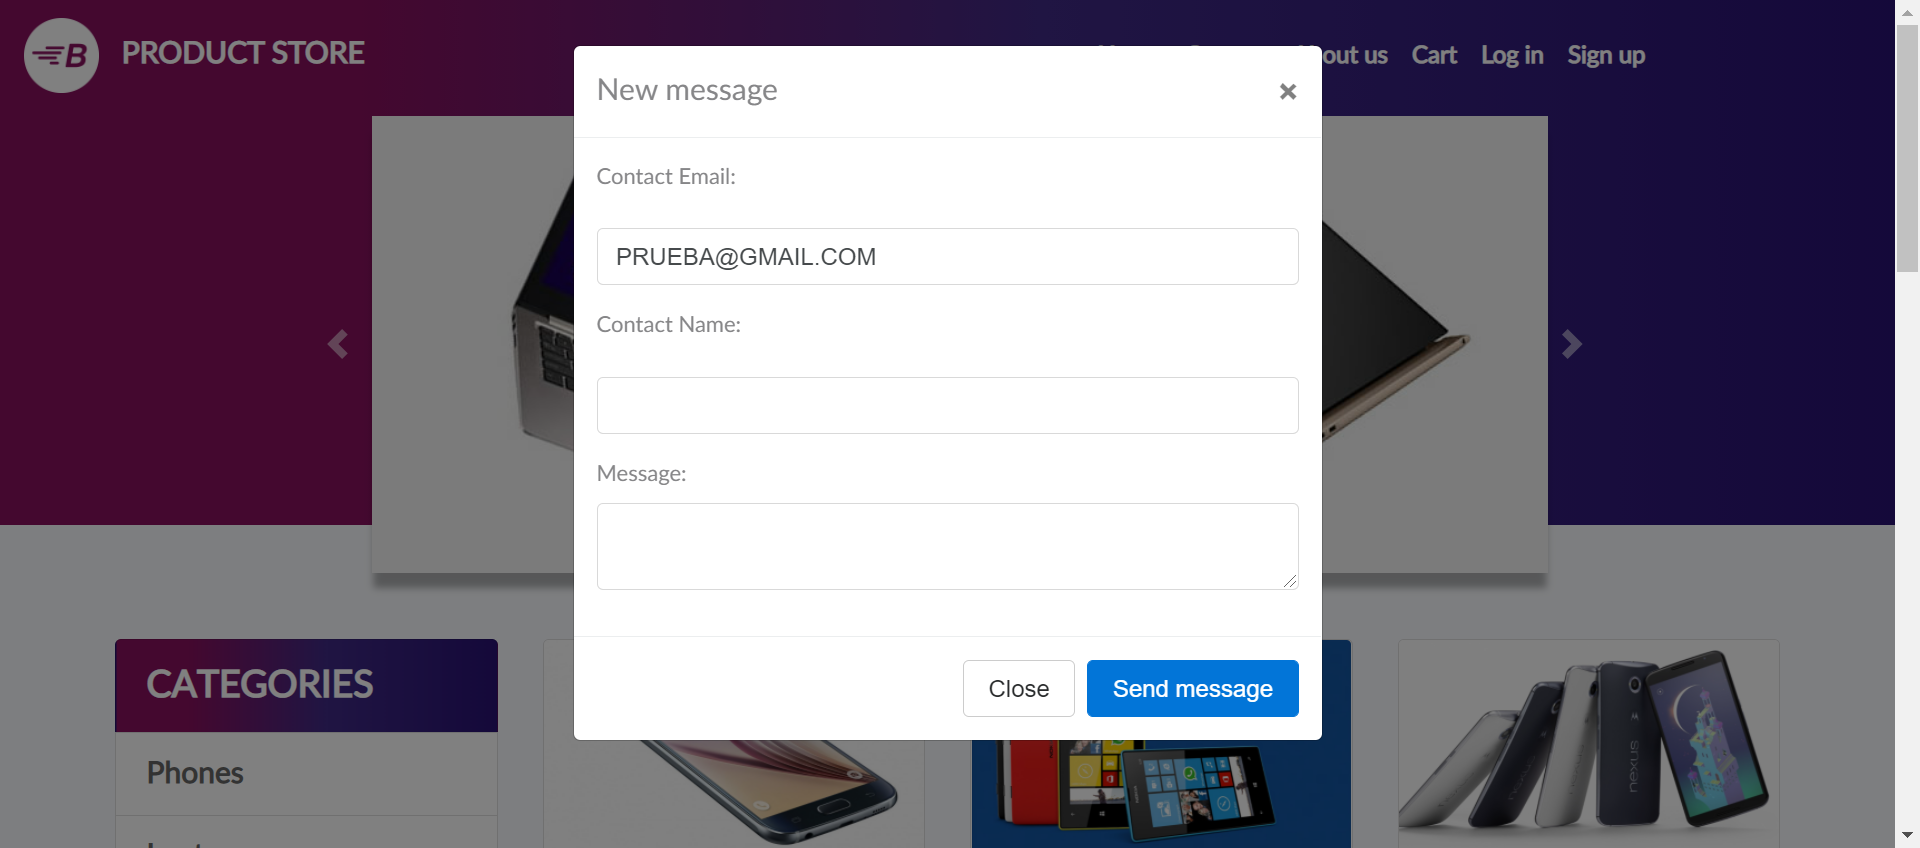 B PRODUCT STORE
out us Cart Log in Sign up
New message
×
Contact Email:
PRUEBA@GMAIL.COM
Contact Name:
Message:
Close Send message
CATEGORIES
Phones
nexus